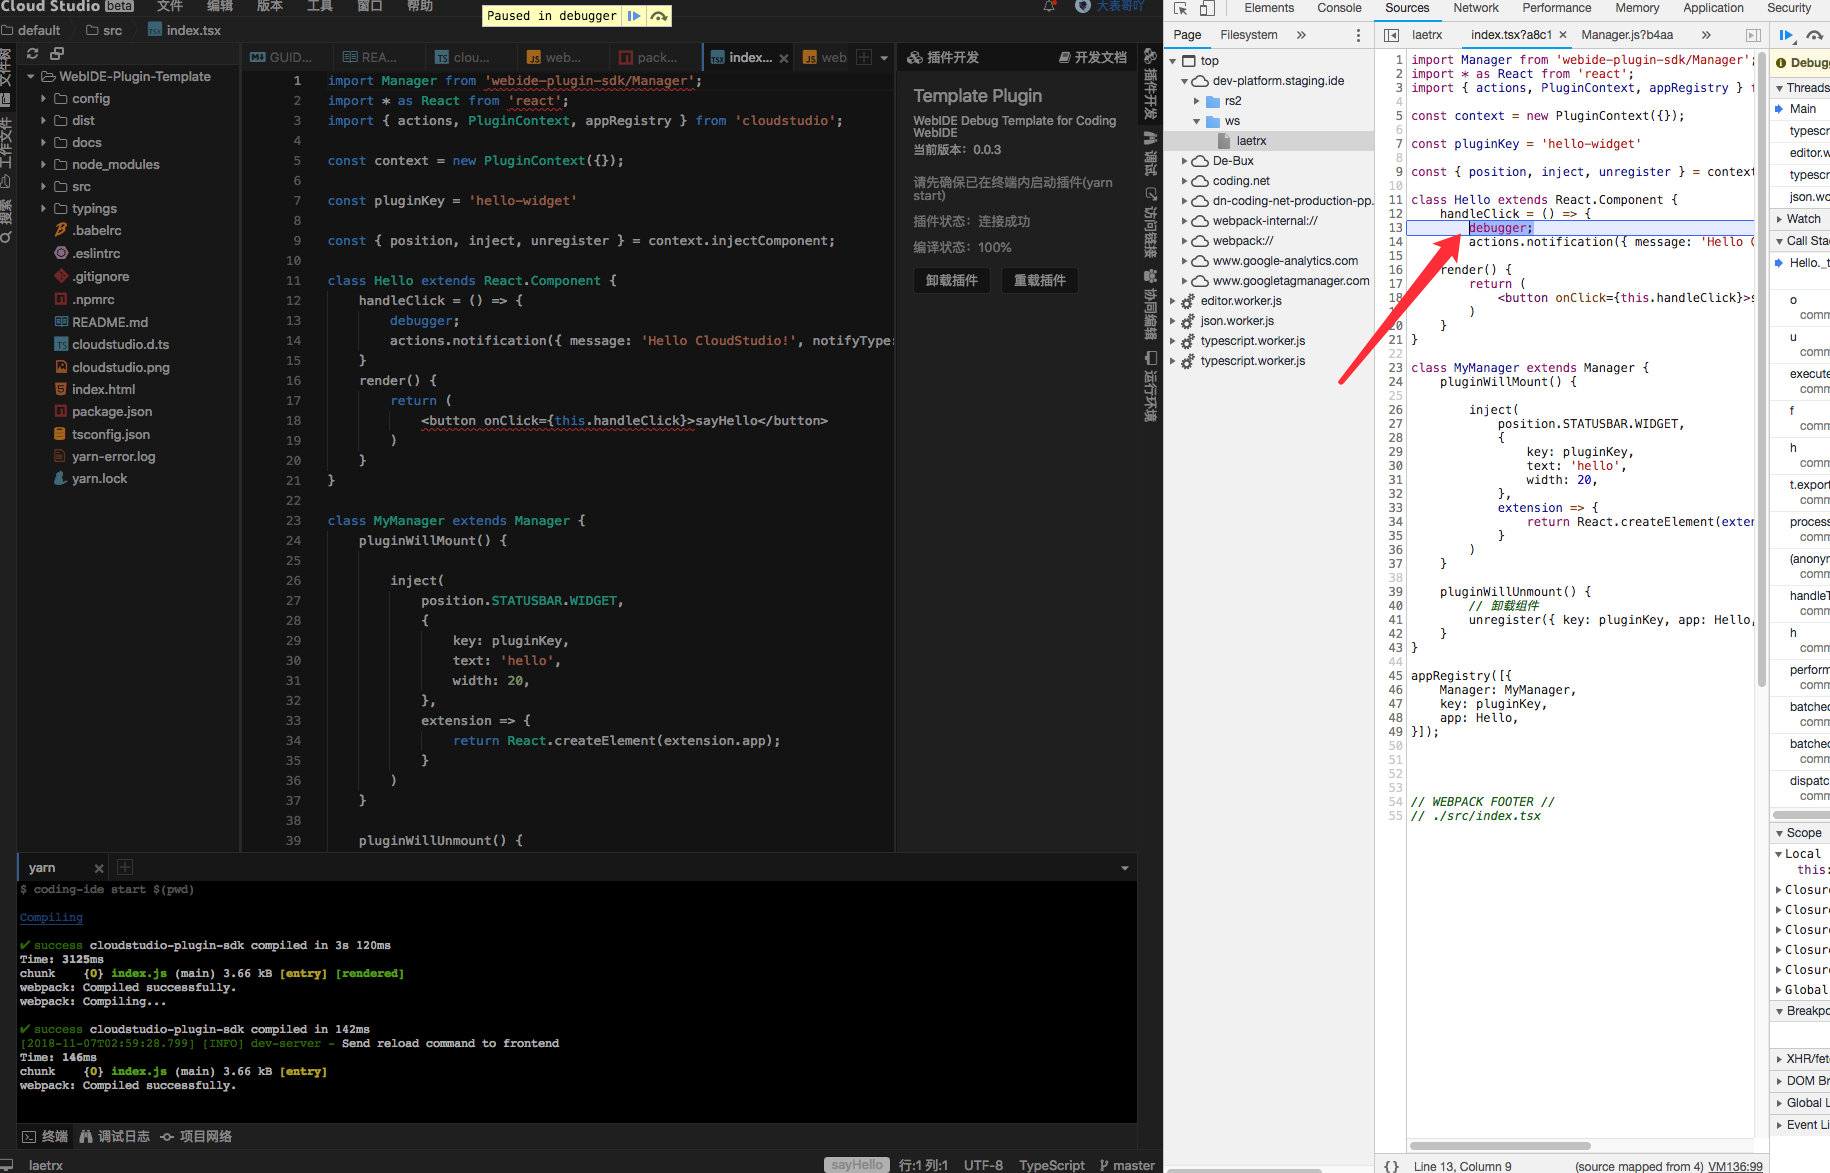 Cloud Studio beta 文件 编辑 版本 工具 窗口 帮助
Paused in debugger
大表哥吖
default src index.tsx
文件树
工作文件
搜索
WebIDE-Plugin-Template
config
dist
docs
node_modules
src
typings
.babelrc
.eslintrc
.gitignore
.npmrc
README.md
cloudstudio.d.ts
cloudstudio.png
index.html
package.json
tsconfig.json
yarn-error.log
yarn.lock
GUID... REA... clou... web... pack... index... web
1 import Manager from 'webide-plugin-sdk/Manager';
2 import * as React from 'react';
3 import { actions, PluginContext, appRegistry } from 'cloudstudio';
4
5 const context = new PluginContext({});
6
7 const pluginKey = 'hello-widget'
8
9 const { position, inject, unregister } = context.injectComponent;
10
11 class Hello extends React.Component {
12 handleClick = () => {
13 debugger;
14 actions.notification({ message: 'Hello CloudStudio!', notifyType:
15 }
16 render() {
17 return (
18 <button onClick={this.handleClick}>sayHello</button>
19 )
20 }
21 }
22
23 class MyManager extends Manager {
24 pluginWillMount() {
25
26 inject(
27 position.STATUSBAR.WIDGET,
28 {
29 key: pluginKey,
30 text: 'hello',
31 width: 20,
32 },
33 extension => {
34 return React.createElement(extension.app);
35 }
36 )
37 }
38
39 pluginWillUnmount() {
插件开发 开发文档
Template Plugin
WebIDE Debug Template for Coding
WebIDE
当前版本: 0.0.3
请先确保已在终端内启动插件(yarn
start)
插件状态: 连接成功
编译状态: 100%
卸载插件 重载插件
插件开发
调试
访问链接
协同编辑
运行环境
yarn
$ coding-ide start $(pwd)
Compiling
✔ success cloudstudio-plugin-sdk compiled in 3s 120ms
Time: 3125ms
chunk {0} index.js (main) 3.66 kB [entry] [rendered]
webpack: Compiled successfully.
webpack: Compiling...
✔ success cloudstudio-plugin-sdk compiled in 142ms
[2018-11-07T02:59:28.799] [INFO] dev-server - Send reload command to frontend
Time: 146ms
chunk {0} index.js (main) 3.66 kB [entry]
webpack: Compiled successfully.
终端 调试日志 项目网络
laetrx sayHello 行:1 列:1 UTF-8 TypeScript master
Elements Console Sources Network Performance Memory Application Security
Page Filesystem »
top
dev-platform.staging.ide
rs2
ws
laetrx
De-Bux
coding.net
dn-coding-net-production-pp.
webpack-internal://
webpack://
www.google-analytics.com
www.googletagmanager.com
editor.worker.js
json.worker.js
typescript.worker.js
typescript.worker.js
laetrx index.tsx?a8c1 × Manager.js?b4aa »
1 import Manager from 'webide-plugin-sdk/Manager';
2 import * as React from 'react';
3 import { actions, PluginContext, appRegistry } f
4
5 const context = new PluginContext({});
6
7 const pluginKey = 'hello-widget'
8
9 const { position, inject, unregister } = context
10
11 class Hello extends React.Component {
12 handleClick = () => {
13 debugger;
14 actions.notification({ message: 'Hello C
15
16 render() {
17 return (
18 <button onClick={this.handleClick}>s
)
20 }
21 }
22
23 class MyManager extends Manager {
24 pluginWillMount() {
25
26 inject(
27 position.STATUSBAR.WIDGET,
28 {
29 key: pluginKey,
30 text: 'hello',
31 width: 20,
32 },
33 extension => {
34 return React.createElement(exter
35 }
36 )
37 }
38
39 pluginWillUnmount() {
40 // 卸载组件
41 unregister({ key: pluginKey, app: Hello,
42 }
43 }
44
45 appRegistry([{
46 Manager: MyManager,
47 key: pluginKey,
48 app: Hello,
49 }]);
50
51
52
53
54 // WEBPACK FOOTER //
55 // ./src/index.tsx
{} Line 13, Column 9 (source mapped from 4) VM136:99
Debugg
Threads
Main
typescr
editor.w
typescr
json.wo
Watch
Call Sta
Hello._t
o
comm
u
comm
execute
comm
f
comm
h
comm
t.export
comm
process
comm
(anonym
comm
handleT
comm
h
comm
perform
comm
batched
comm
batched
comm
dispatc
comm
Scope
Local
this:
Closure
Closure
Closure
Closure
Closure
Global
Breakpo
XHR/fet
DOM Br
Global L
Event Li